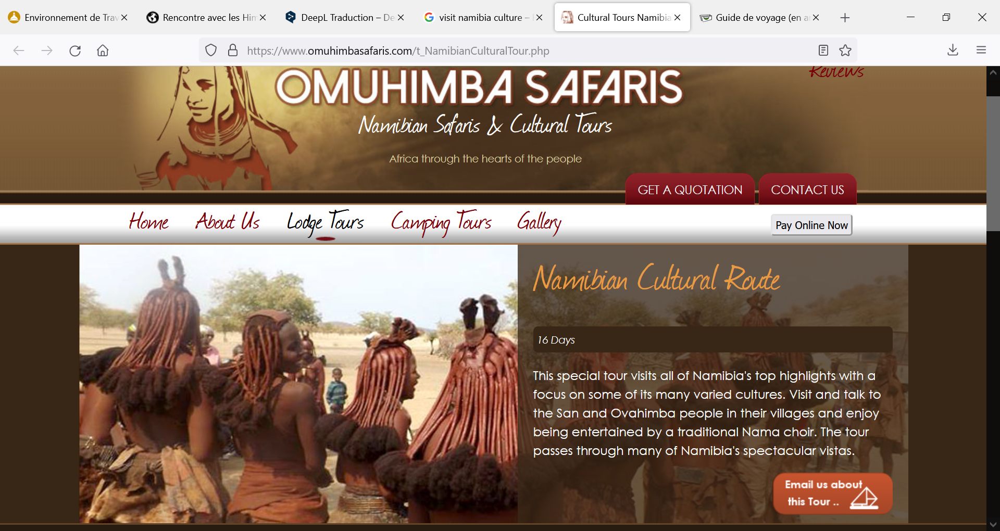 Environnement de Trav
Rencontre avec les Him
DeepL Traduction – De
visit namibia culture –
Cultural Tours Namibia
Guide de voyage (en a
https://www.omuhimbasafaris.com/t_NamibianCulturalTour.php
Reviews
OMUHIMBA SAFARIS
Namibian Safaris & Cultural Tours
Africa through the hearts of the people
GET A QUOTATION
CONTACT US
Home
About Us
Lodge Tours
Camping Tours
Gallery
Pay Online Now
Namibian Cultural Route
16 Days
This special tour visits all of Namibia's top highlights with a
focus on some of its many varied cultures. Visit and talk to
the San and Ovahimba people in their villages and enjoy
being entertained by a traditional Nama choir. The tour
passes through many of Namibia's spectacular vistas.
Email us about
this Tour ..